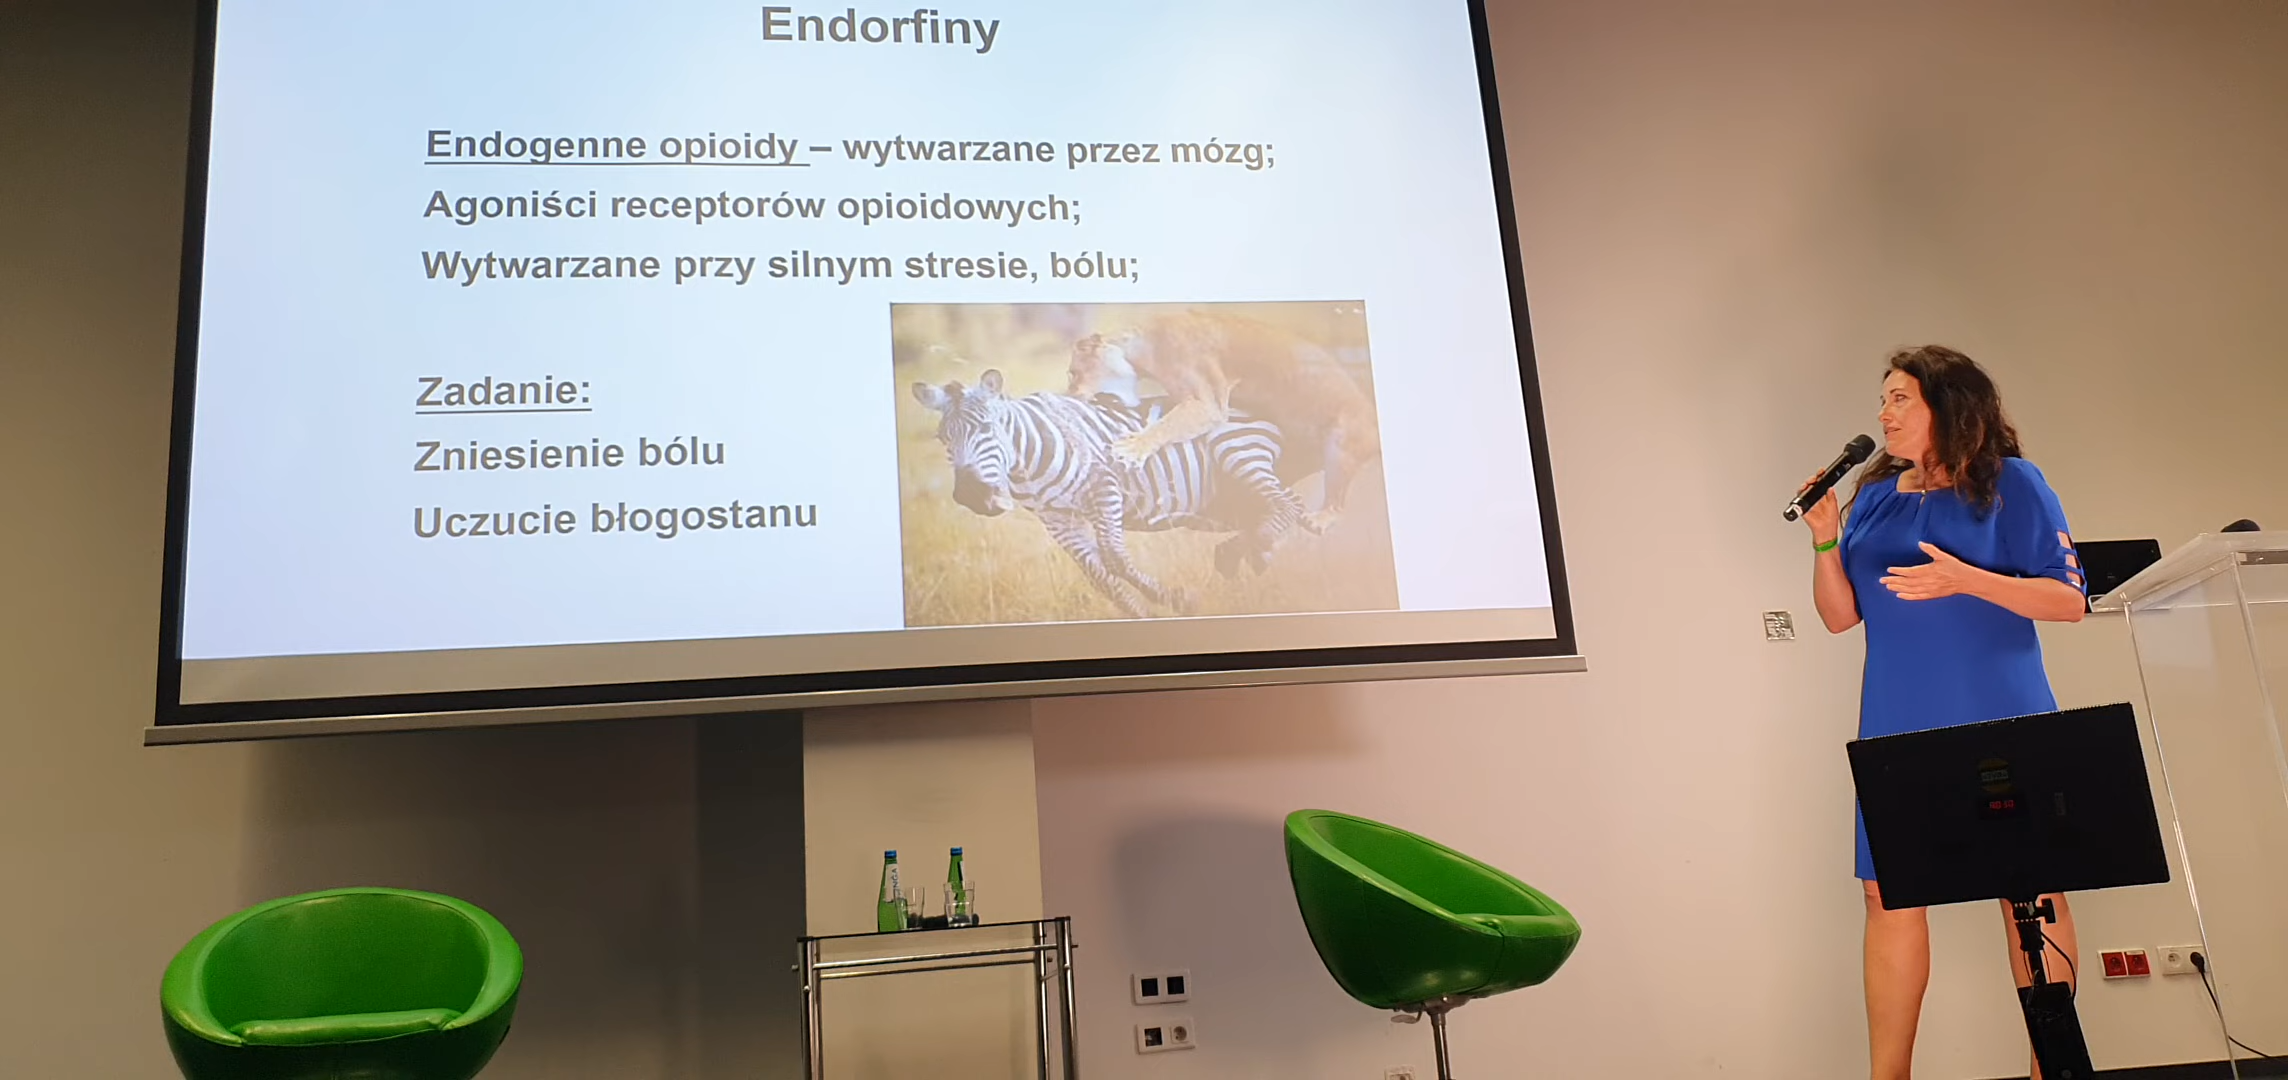 Endorfiny
Endogenne opioidy – wytwarzane przez mózg;
Agoniści receptorów opioidowych;
Wytwarzane przy silnym stresie, bólu;
Zadanie:
Zniesienie bólu
Uczucie błogostanu